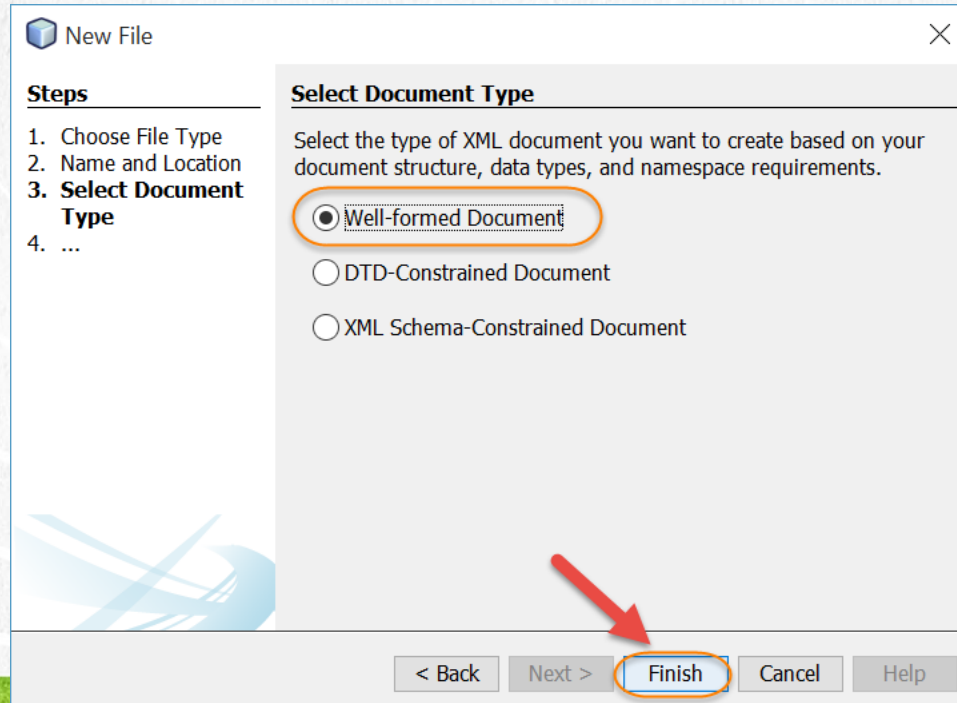 New File
Steps
1. Choose File Type
2. Name and Location
3. Select Document
Type
4. ...
Select Document Type
Select the type of XML document you want to create based on your
document structure, data types, and namespace requirements.
Well-formed Document
DTD-Constrained Document
XML Schema-Constrained Document
< Back Next > Finish Cancel Help